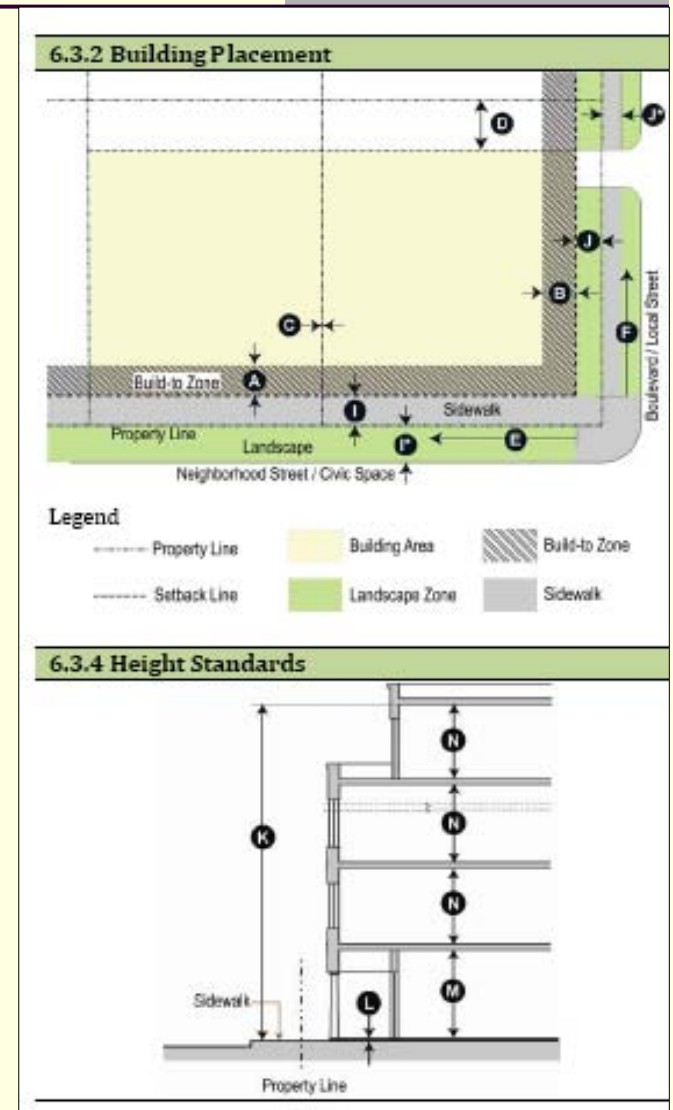 6.3.2 Building Placement
D
J*
J
B
C
F
Boulevard / Local Street
Build-to Zone
A
I
Sidewalk
Property Line
Landscape
I*
E
Neighborhood Street / Civic Space
Legend
Property Line
Building Area
Build-to Zone
Setback Line
Landscape Zone
Sidewalk
6.3.4 Height Standards
N
K
N
N
M
Sidewalk
L
Property Line